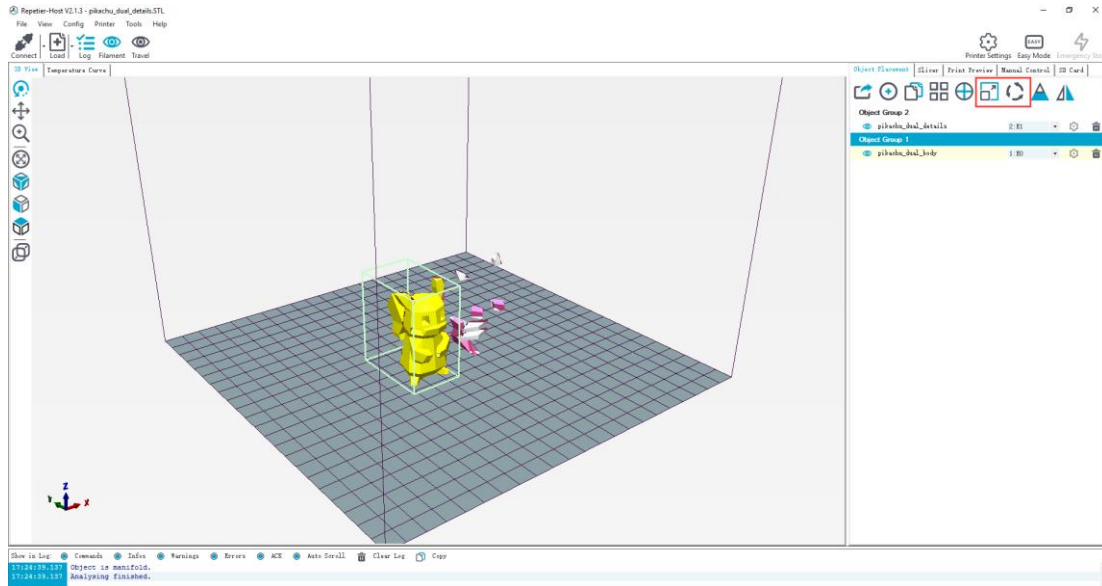 Repetier-Host V2.1.3 - pikachu_dual_details.STL
File View Config Printer Tools Help
Connect Load Log Filament Travel
Printer Settings Easy Mode Emergency Sto
EASY
3D View Temperature Curve
Object Placement Slicer Print Preview Manual Control SD Card
Object Group 2
pikachu_dual_details 2:E1
Object Group 1
pikachu_dual_body 1:E0
Z
Y
X
Show in Log: Commands Infos Warnings Errors ACK Auto Scroll Clear Log Copy
17:24:39.137 Object is manifold.
17:24:39.137 Analysing finished.